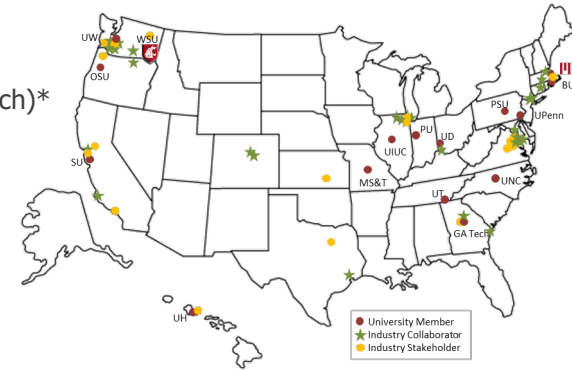 ch)*
UW
WSU
OSU
BU
PSU
UPenn
PU
UD
UIUC
SU
MS&T
UNC
UT
GA Tech
UH
University Member
Industry Collaborator
Industry Stakeholder